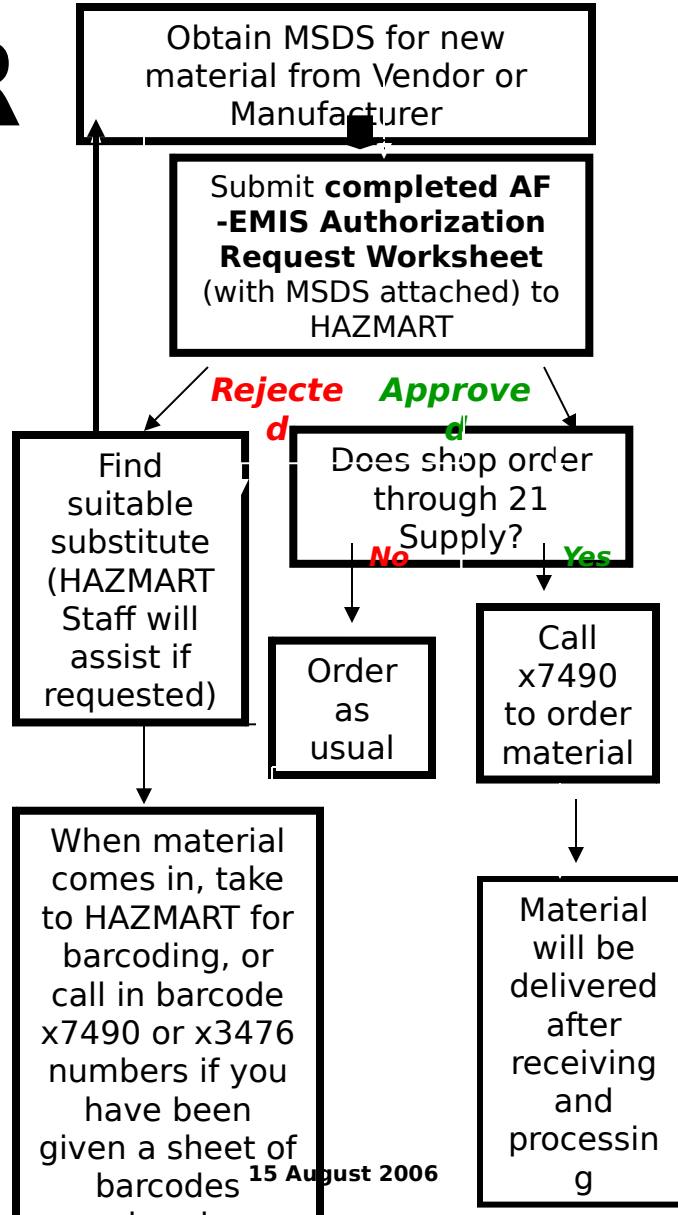 R
Obtain MSDS for new
material from Vendor or
Manufacturer
Submit completed AF
-EMIS Authorization
Request Worksheet
(with MSDS attached) to
HAZMART
Rejecte
d
Approve
d
Find
suitable
substitute
(HAZMART
Staff will
assist if
requested)
Does shop order
through 21
Supply?
No
Yes
Order
as
usual
Call
x7490
to order
material
When material
comes in, take
to HAZMART for
barcoding, or
call in barcode
x7490 or x3476
numbers if you
have been
given a sheet of
barcodes
Material
will be
delivered
after
receiving
and
processin
g
15 August 2006